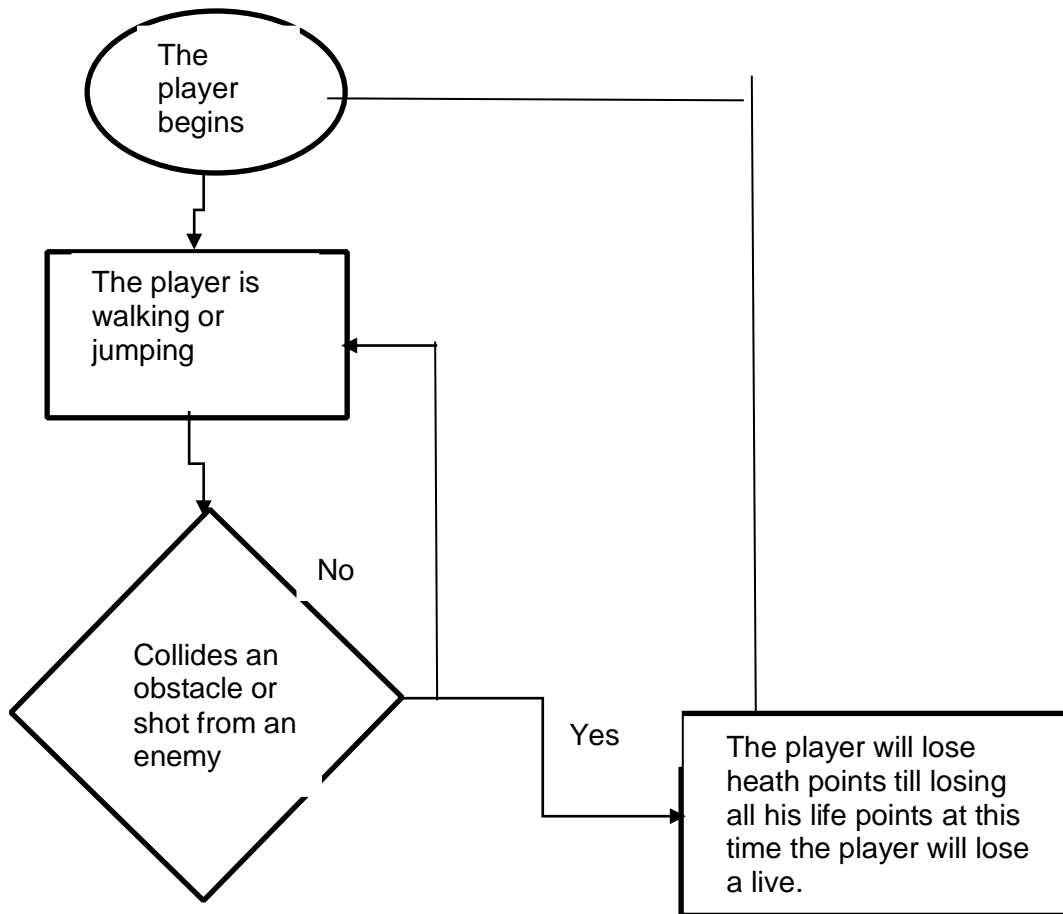 The
player
begins
The player is
walking or
jumping
No
Collides an
obstacle or
shot from an
enemy
Yes
The player will lose
heath points till losing
all his life points at this
time the player will lose
a live.